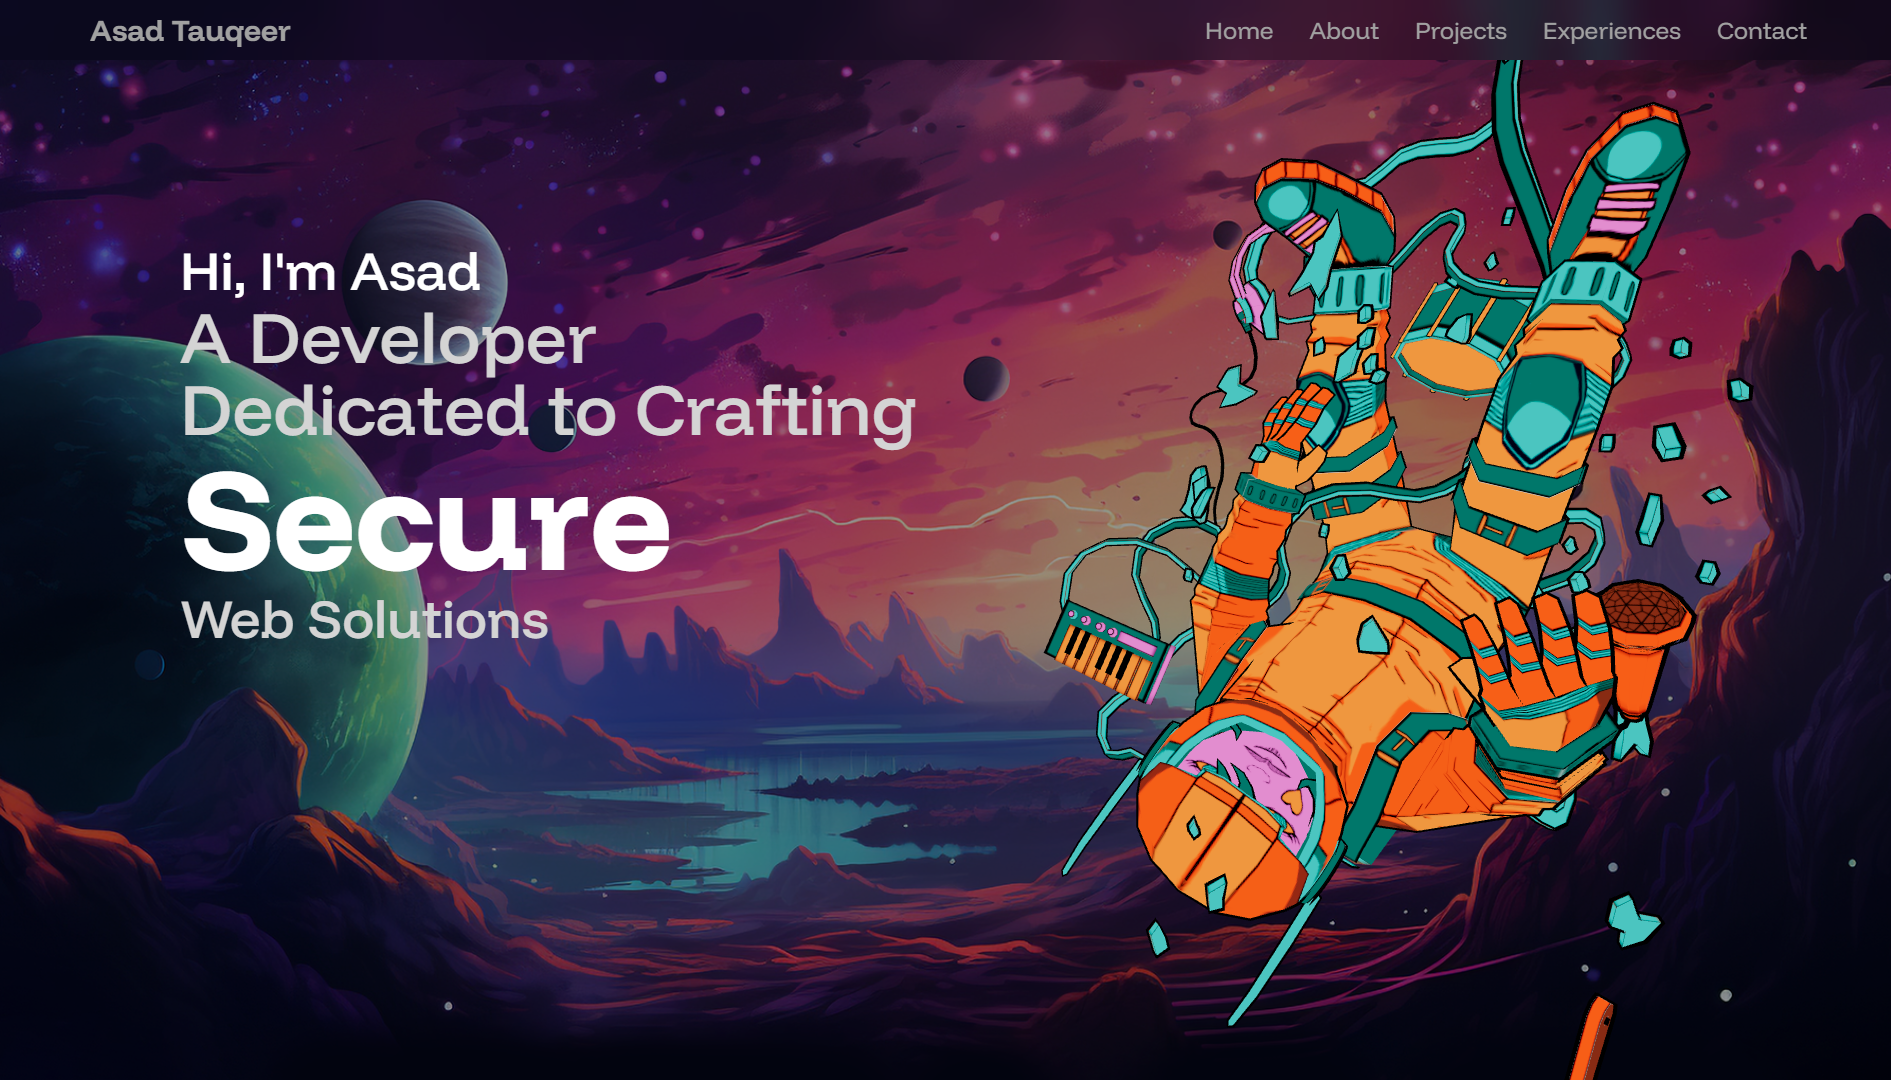 Asad Tauqeer
Home About Projects Experiences Contact
Hi, I'm Asad
A Developer
Dedicated to Crafting
Secure
Web Solutions